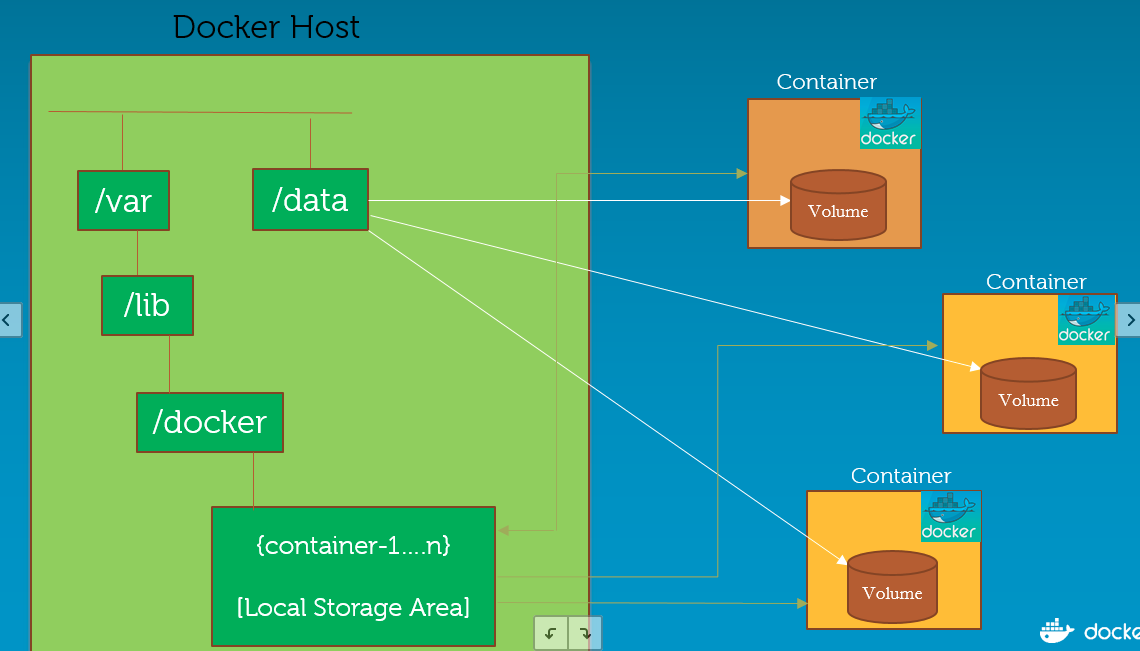 Docker Host
/var
/data
/lib
/docker
{container-1....n}
[Local Storage Area]
Container
docker
Volume
Container
docker
Volume
Container
docker
Volume
docke